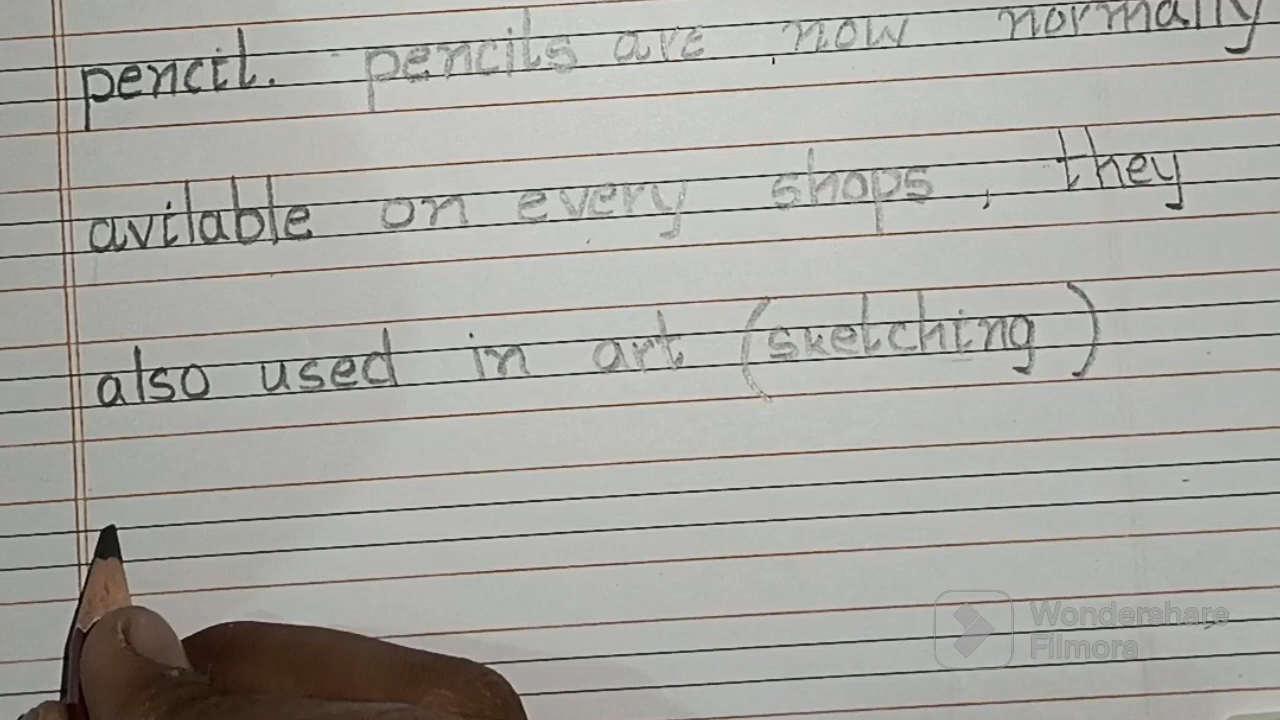 pencil. pencils are now normally
avilable on every shops, they
also used in art (sketching)
Wondershare
Filmora